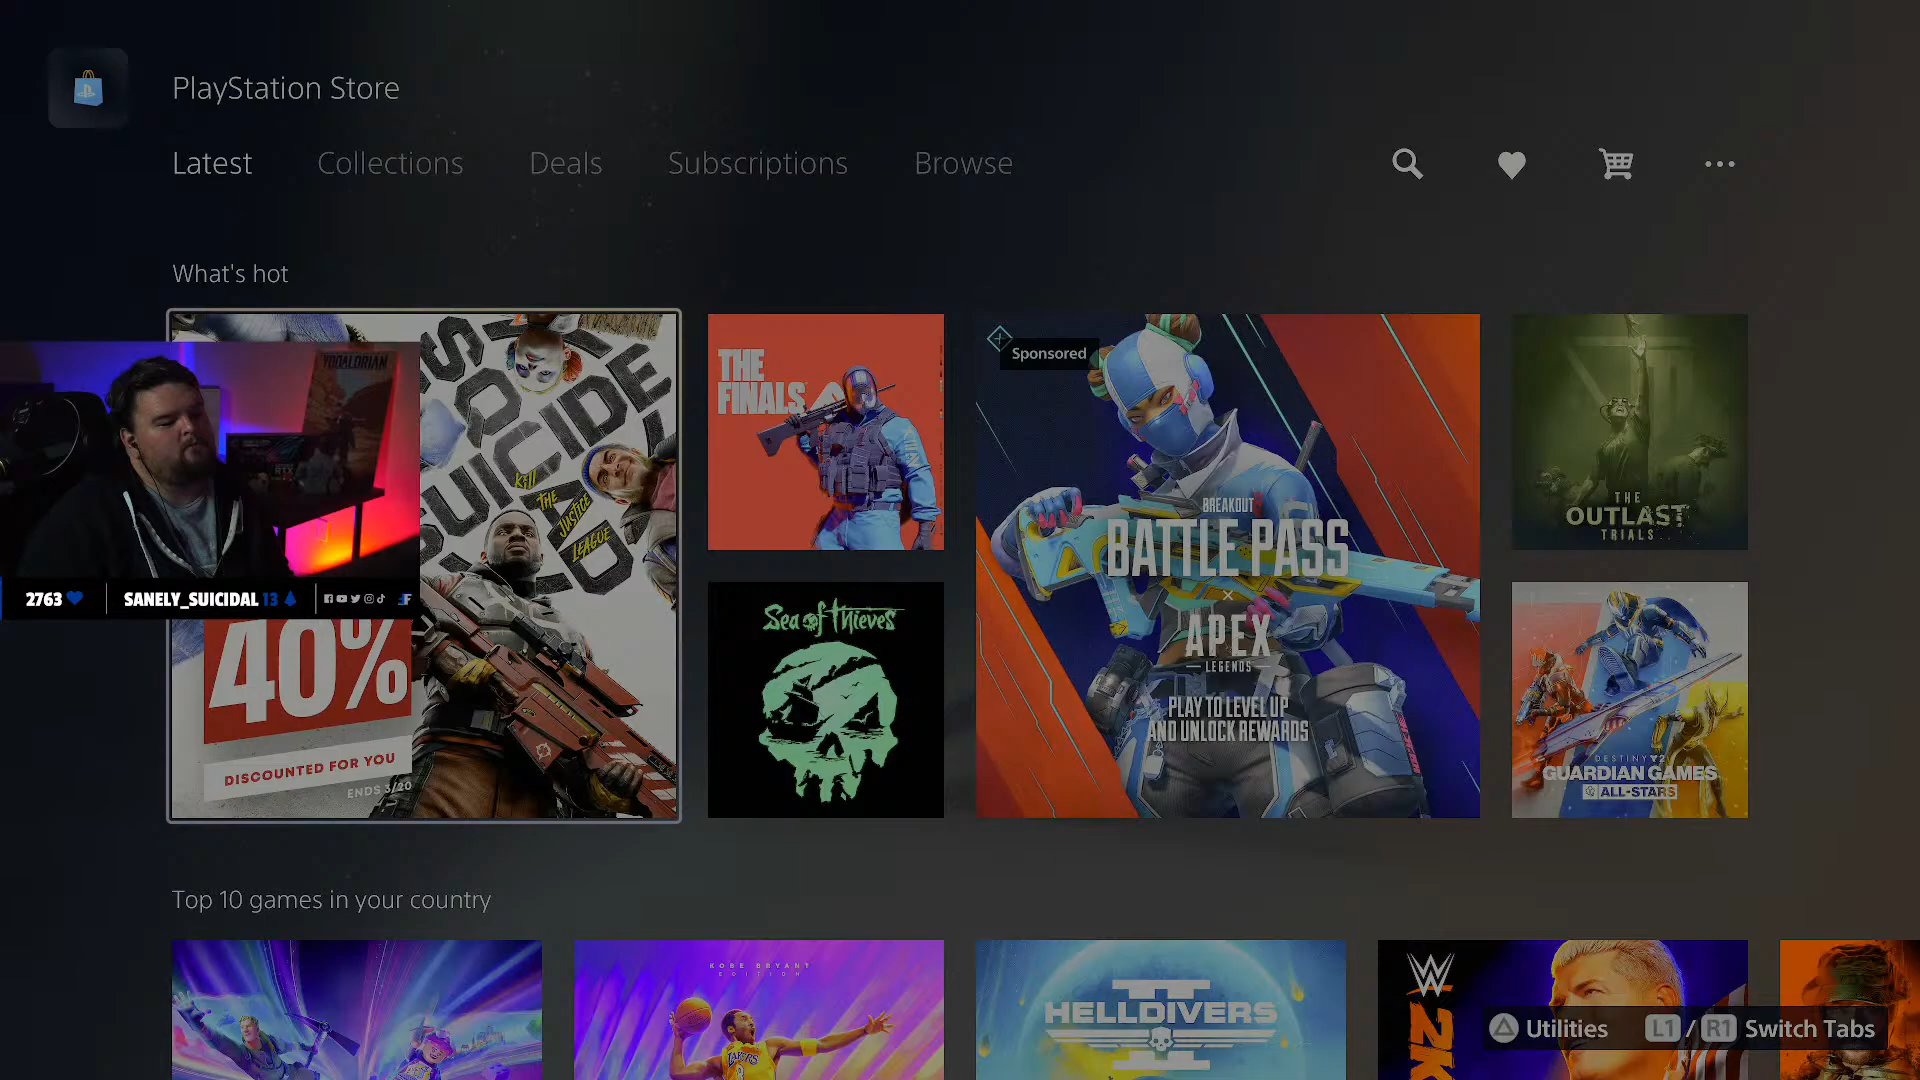 PlayStation Store
Latest
Collections
Deals
Subscriptions
Browse
What's hot
SUICIDE
Kill
THE
JUSTICE
LEAGUE
40%
DISCOUNTED FOR YOU
ENDS 3/20
2763
SANELY_SUICIDAL 13
THE
FINALS
Sea of Thieves
Sponsored
BREAKOUT
BATTLE PASS
×
APEX
LEGENDS
PLAY TO LEVEL UP
AND UNLOCK REWARDS
THE
OUTLAST
TRIALS
DESTINY 2
GUARDIAN GAMES
ALL-STARS
Top 10 games in your country
KOBE BRYANT
EDITION
LAKERS
HELLDIVERS
II
W
2K
Utilities
L1 / R1 Switch Tabs